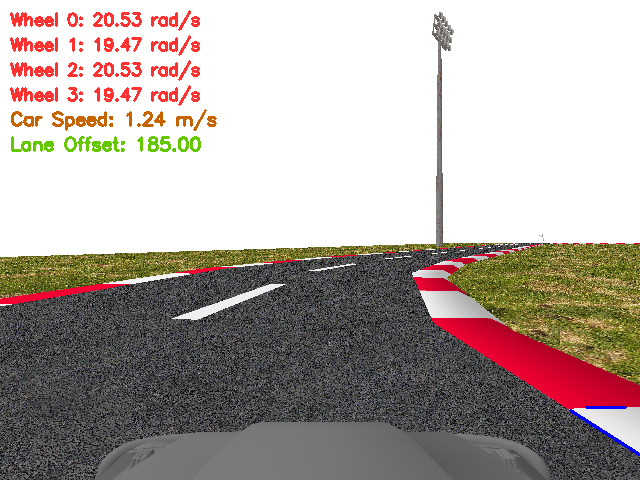 Wheel 0: 20.53 rad/s
Wheel 1: 19.47 rad/s
Wheel 2: 20.53 rad/s
Wheel 3: 19.47 rad/s
Car Speed: 1.24 m/s
Lane Offset: 185.00